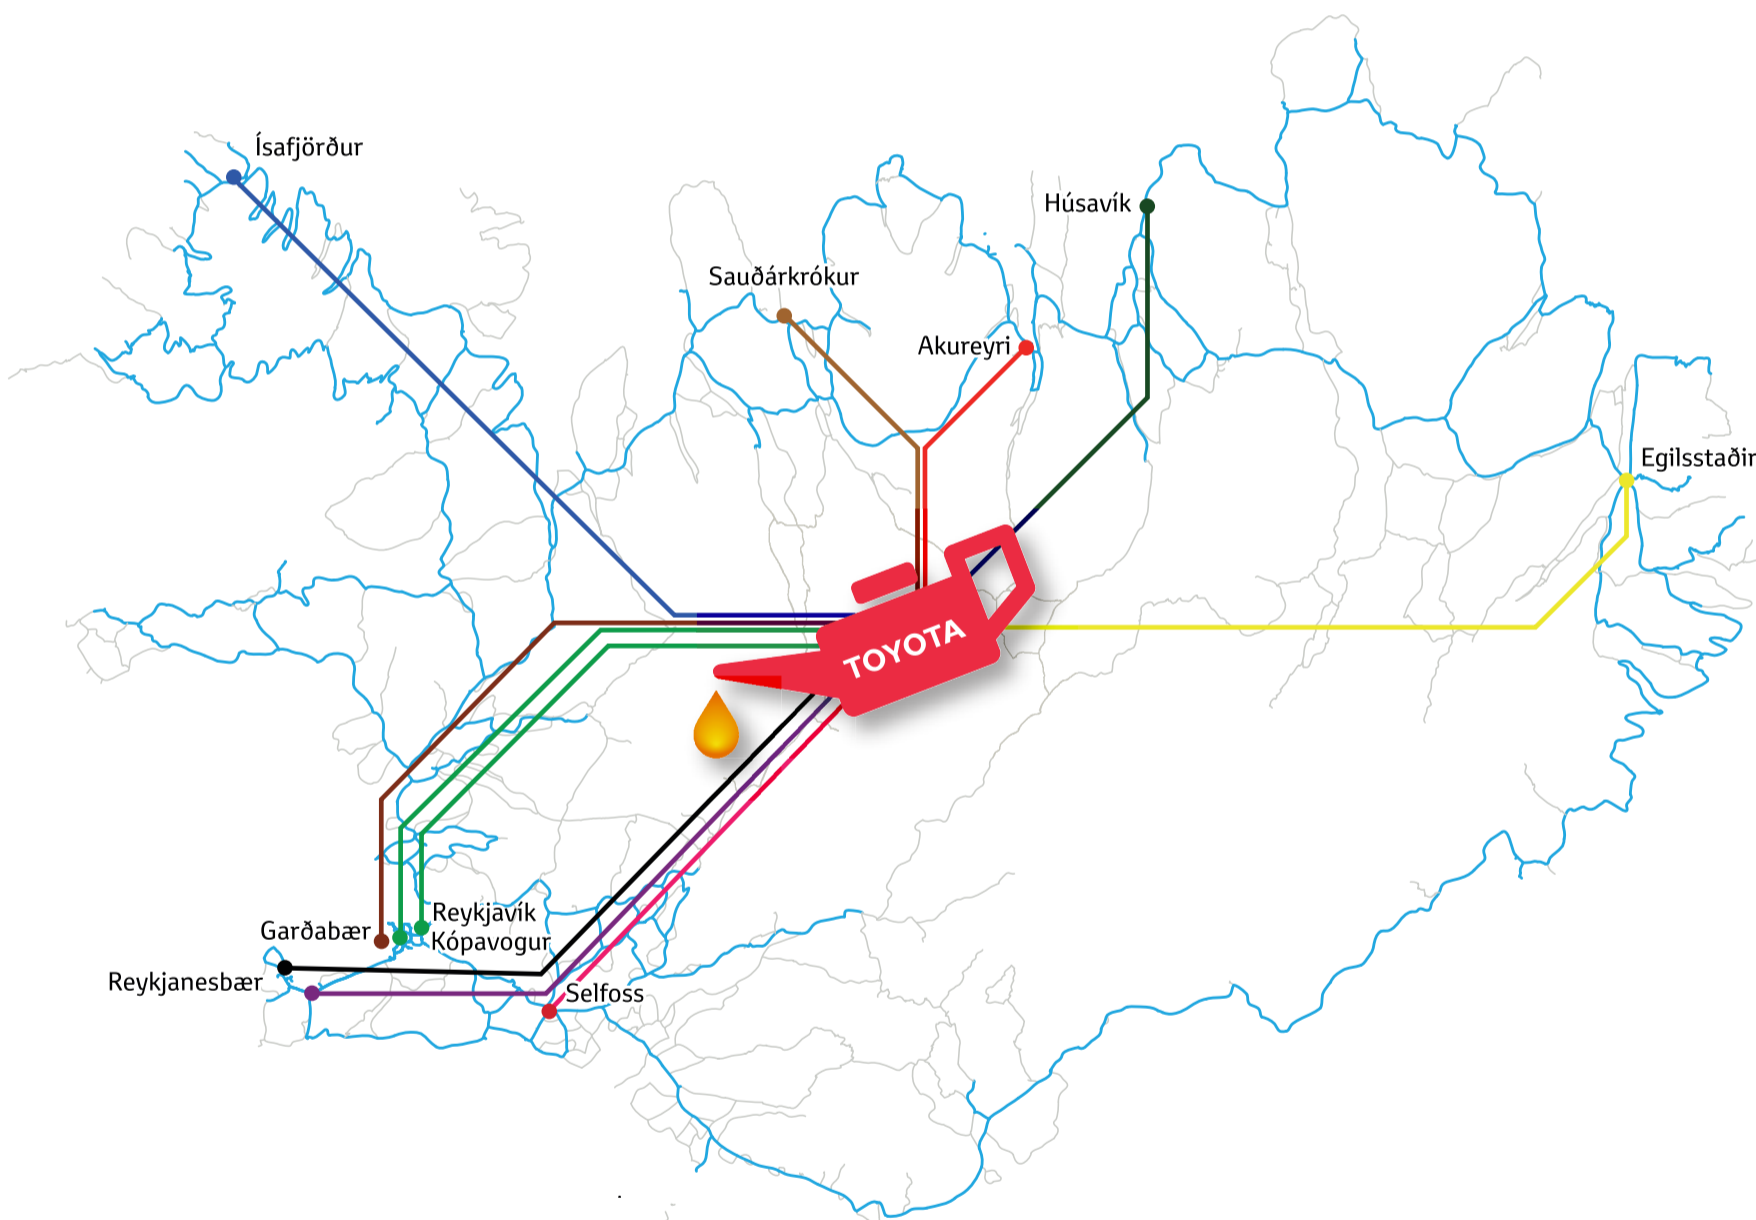 Ísafjörður
Húsavík
Sauðárkrókur
Akureyri
Egilsstaðir
TOYOTA
Reykjavík
Garðabær
Kópavogur
Reykjanesbær
Selfoss